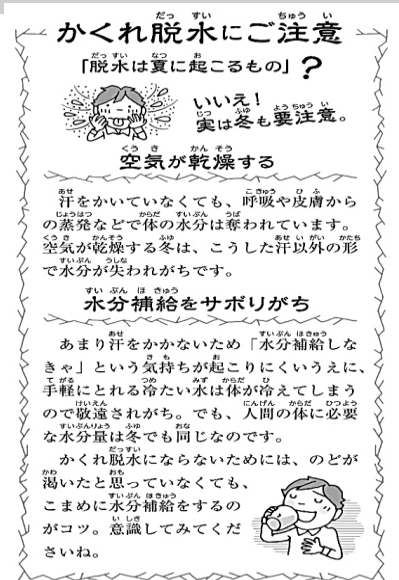 かくれ脱水にご注意
「脱水は夏に起こるもの」?
いいえ!
実は冬も要注意。
空気が乾燥する
汗をかいていなくても、呼吸や皮膚から
の蒸発などで体の水分は奪われています。
空気が乾燥する冬は、こうした汗以外の形
で水分が失われがちです。
水分補給をサボりがち
あまり汗をかかないため「水分補給しな
きゃ」という気持ちが起こりにくいうえに、
手軽にとれる冷たい水は体が冷えてしまう
ので敬遠されがち。でも、人間の体に必要
な水分量は冬でも同じなのです。
かくれ脱水にならないためには、のどが
渇いたと思っていなくても、
こまめに水分補給をするの
がコツ。意識してみてくだ
さいね。